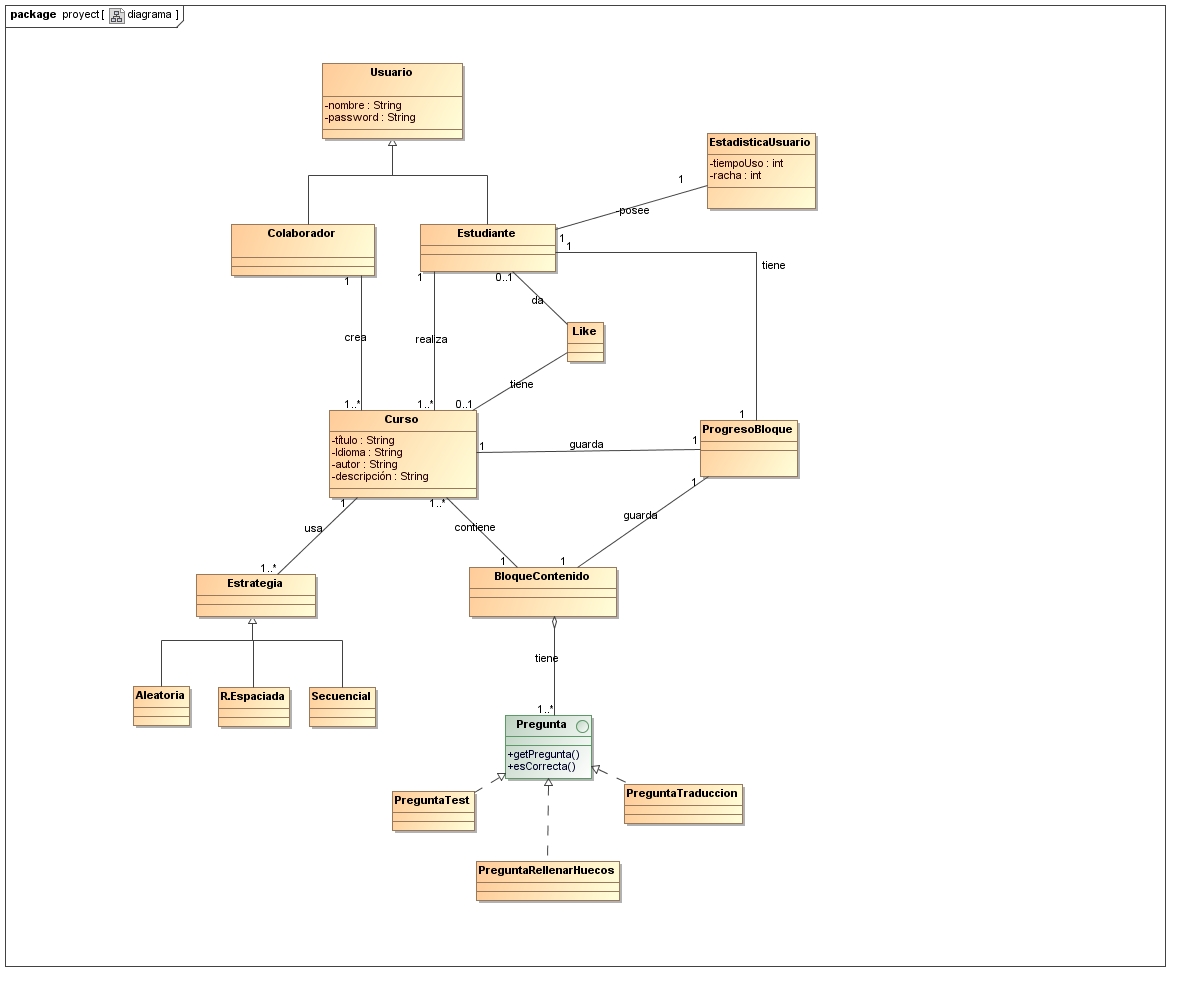 package proyect[ diagrama ]
Usuario
-nombre : String
-password : String
EstadisticaUsuario
-tiempoUso : int
-racha : int
1
-posee
Colaborador
Estudiante
1
1
tiene
1
1
0..1
da
Like
crea
realiza
tiene
1..*
1..*
0..1
1
Curso
-título : String
-Idioma : String
-autor : String
-descripción : String
1
guarda
1
ProgresoBloque
1
1..*
1
usa
contiene
guarda
1..*
1
1
Estrategia
BloqueContenido
tiene
Aleatoria
R.Espaciada
Secuencial
1..*
Pregunta
+getPregunta()
+esCorrecta()
PreguntaTest
PreguntaTraduccion
PreguntaRellenarHuecos